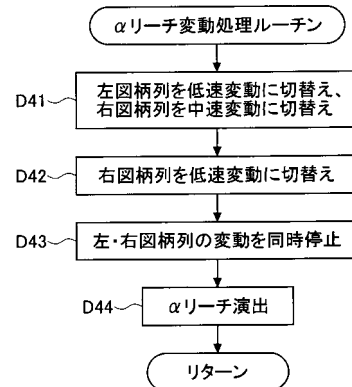 αリーチ変動処理ルーチン
D41
左図柄列を低速変動に切替え、
右図柄列を中速変動に切替え
D42
右図柄列を低速変動に切替え
D43
左・右図柄列の変動を同時停止
D44
αリーチ演出
リターン